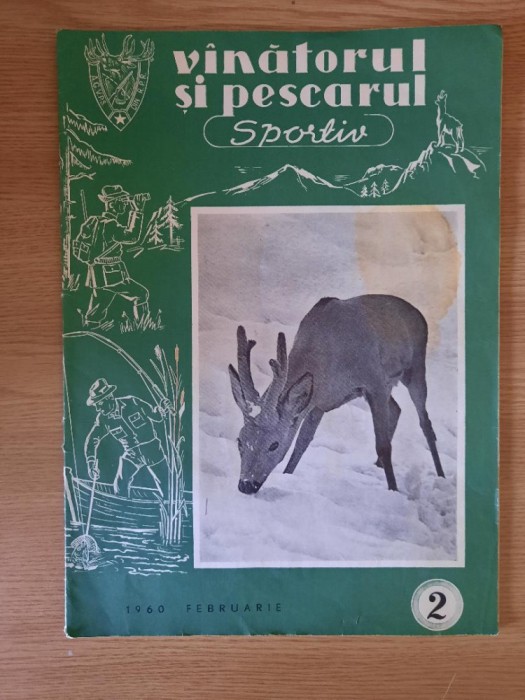 vînătorul
și pescarul
Sportiv
1960 FEBRUARIE
2